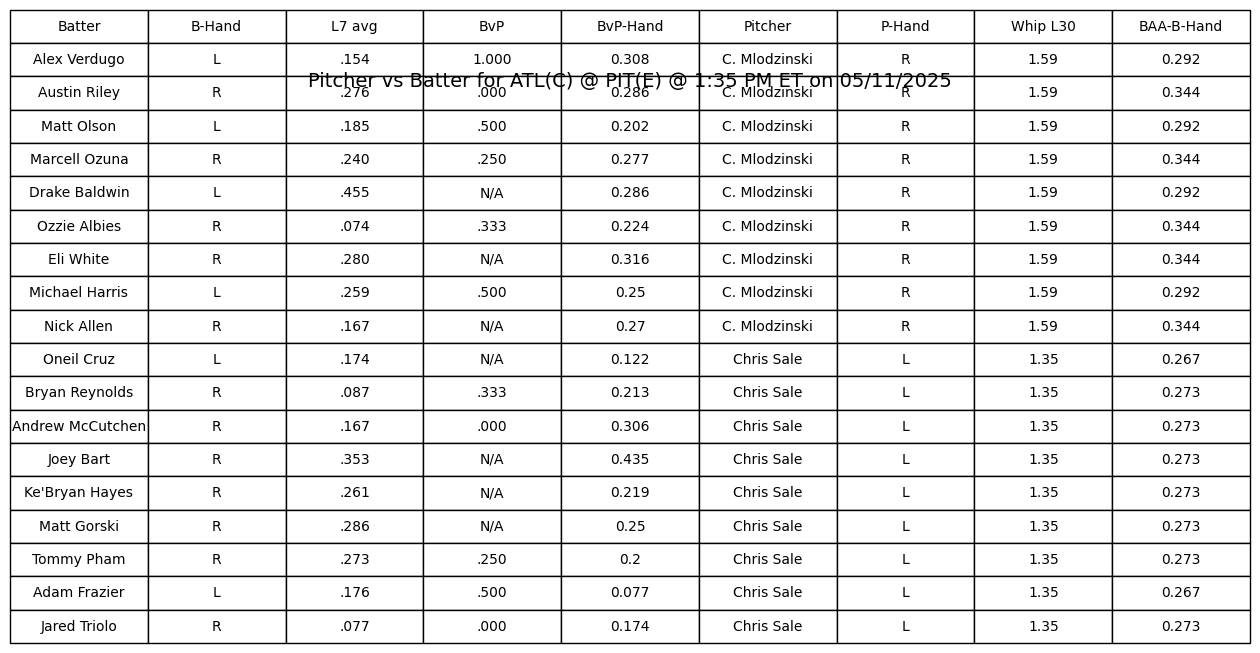 Batter B-Hand L7 avg BvP BvP-Hand Pitcher P-Hand Whip L30 BAA-B-Hand
Alex Verdugo L .154 1.000 0.308 C. Mlodzinski R 1.59 0.292
Pitcher vs Batter for ATL(C) @ PIT(E) @ 1:35 PM ET on 05/11/2025
Austin Riley R .276 .000 0.286 C. Mlodzinski R 1.59 0.344
Matt Olson L .185 .500 0.202 C. Mlodzinski R 1.59 0.292
Marcell Ozuna R .240 .250 0.277 C. Mlodzinski R 1.59 0.344
Drake Baldwin L .455 N/A 0.286 C. Mlodzinski R 1.59 0.292
Ozzie Albies R .074 .333 0.224 C. Mlodzinski R 1.59 0.344
Eli White R .280 N/A 0.316 C. Mlodzinski R 1.59 0.344
Michael Harris L .259 .500 0.25 C. Mlodzinski R 1.59 0.292
Nick Allen R .167 N/A 0.27 C. Mlodzinski R 1.59 0.344
Oneil Cruz L .174 N/A 0.122 Chris Sale L 1.35 0.267
Bryan Reynolds R .087 .333 0.213 Chris Sale L 1.35 0.273
Andrew McCutchen R .167 .000 0.306 Chris Sale L 1.35 0.273
Joey Bart R .353 N/A 0.435 Chris Sale L 1.35 0.273
Ke'Bryan Hayes R .261 N/A 0.219 Chris Sale L 1.35 0.273
Matt Gorski R .286 N/A 0.25 Chris Sale L 1.35 0.273
Tommy Pham R .273 .250 0.2 Chris Sale L 1.35 0.273
Adam Frazier L .176 .500 0.077 Chris Sale L 1.35 0.267
Jared Triolo R .077 .000 0.174 Chris Sale L 1.35 0.273